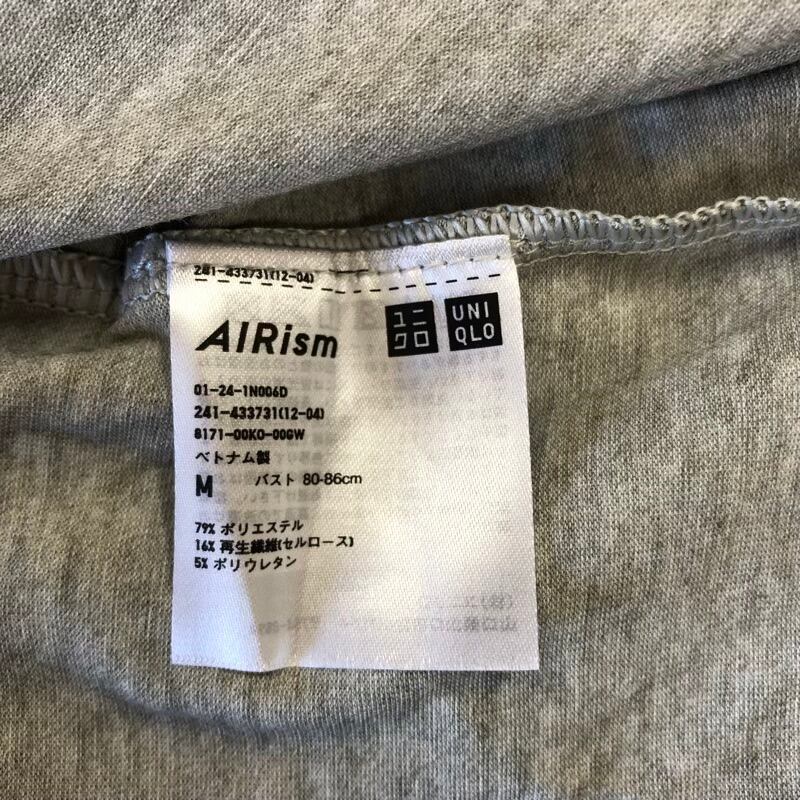 241-433731(12-04)
AIRism
ユニ
クロ
UNI
QLO
01-24-1N006D
241-433731(12-04)
8171-00KO-00GW
ベトナム製
M バスト 80-86cm
79% ポリエステル
16% 再生繊維(セルロース)
5% ポリウレタン